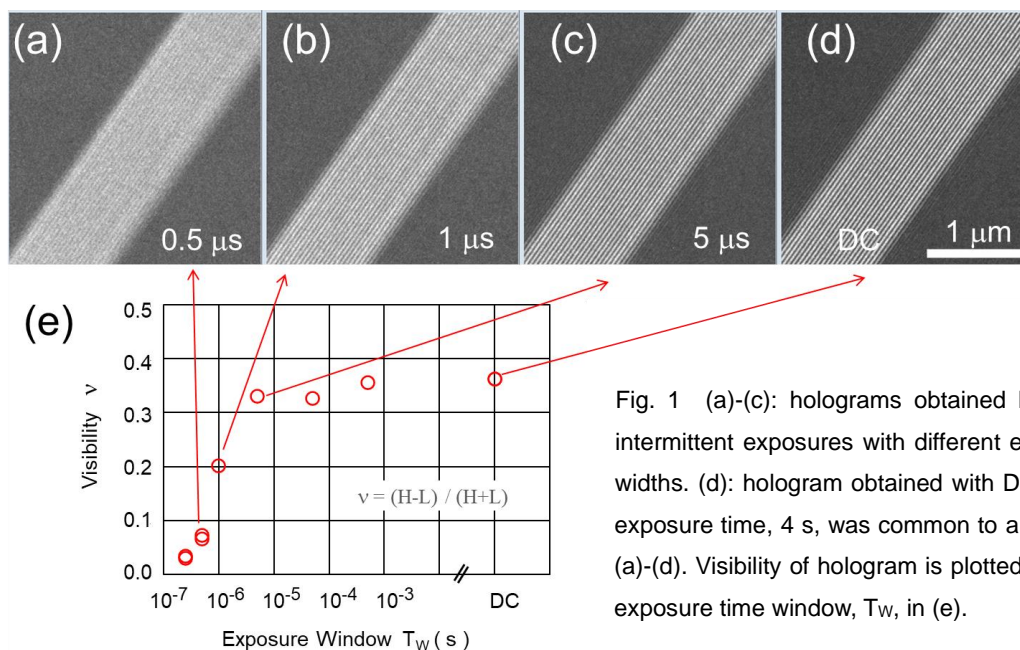 (a) (b) (c) (d)
0.5 μs 1 μs 5 μs DC 1 μm
(e)
0.5
0.4
0.3
0.2
0.1
0.0
Visibility ν
ν = (H-L) / (H+L)
10⁻⁷ 10⁻⁶ 10⁻⁵ 10⁻⁴ 10⁻³ DC
Exposure Window T_W ( s )
Fig. 1 (a)-(c): holograms obtained
intermittent exposures with different
widths. (d): hologram obtained with
exposure time, 4 s, was common to
(a)-(d). Visibility of hologram is plotted
exposure time window, Tw, in (e).